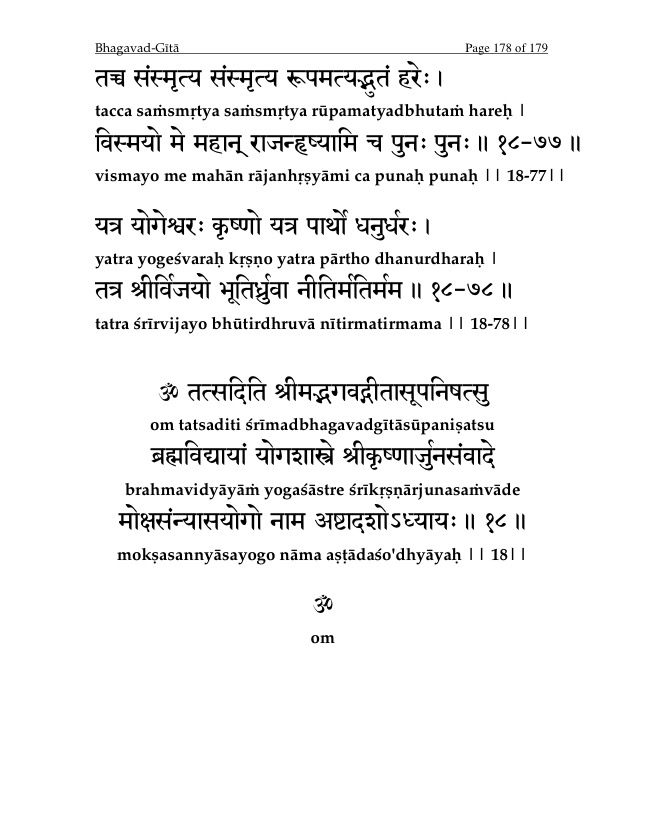 Bhagavad-Gītā Page 178 of 179
तच्च संस्मृत्य संस्मृत्य रूपमत्यद्भुतं हरेः ।
tacca saṁsmṛtya saṁsmṛtya rūpamatyadbhutaṁ hareḥ |
विस्मयो मे महान् राजन्हृष्यामि च पुनः पुनः ॥ १८-७७ ॥
vismayo me mahān rājanhṛṣyāmi ca punaḥ punaḥ || 18-77||
यत्र योगेश्वरः कृष्णो यत्र पार्थो धनुर्धरः ।
yatra yogeśvaraḥ kṛṣṇo yatra pārtho dhanurdharaḥ |
तत्र श्रीर्विजयो भूतिर्ध्रुवा नीतिर्मतिर्मम ॥ १८-७८ ॥
tatra śrīrvijayo bhūtirdhruvā nītirmatirmama || 18-78||
ॐ तत्सदिति श्रीमद्भगवद्गीतासूपनिषत्सु
om tatsaditi śrīmadbhagavadgītāsūpaniṣatsu
ब्रह्मविद्यायां योगशास्त्रे श्रीकृष्णार्जुनसंवादे
brahmavidyāyāṁ yogaśāstre śrīkṛṣṇārjunasaṁvāde
मोक्षसंन्यासयोगो नाम अष्टादशोऽध्यायः ॥ १८ ॥
mokṣasannyāsayogo nāma aṣṭādaśo'dhyāyaḥ || 18||
ॐ
om